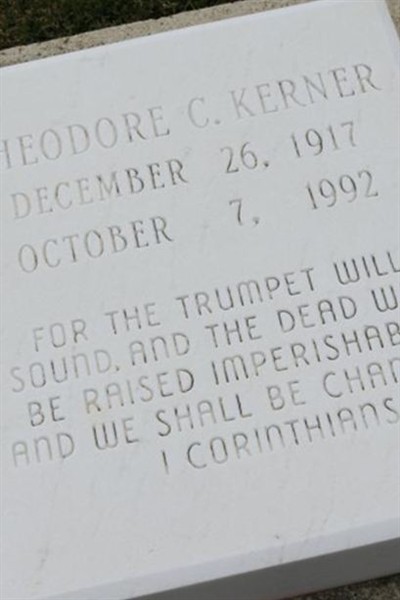 HEODORE C. KERNER
DECEMBER 26, 1917
OCTOBER 7, 1992
FOR THE TRUMPET WILL
SOUND, AND THE DEAD W
BE RAISED IMPERISHAB
AND WE SHALL BE CHAN
I CORINTHIANS